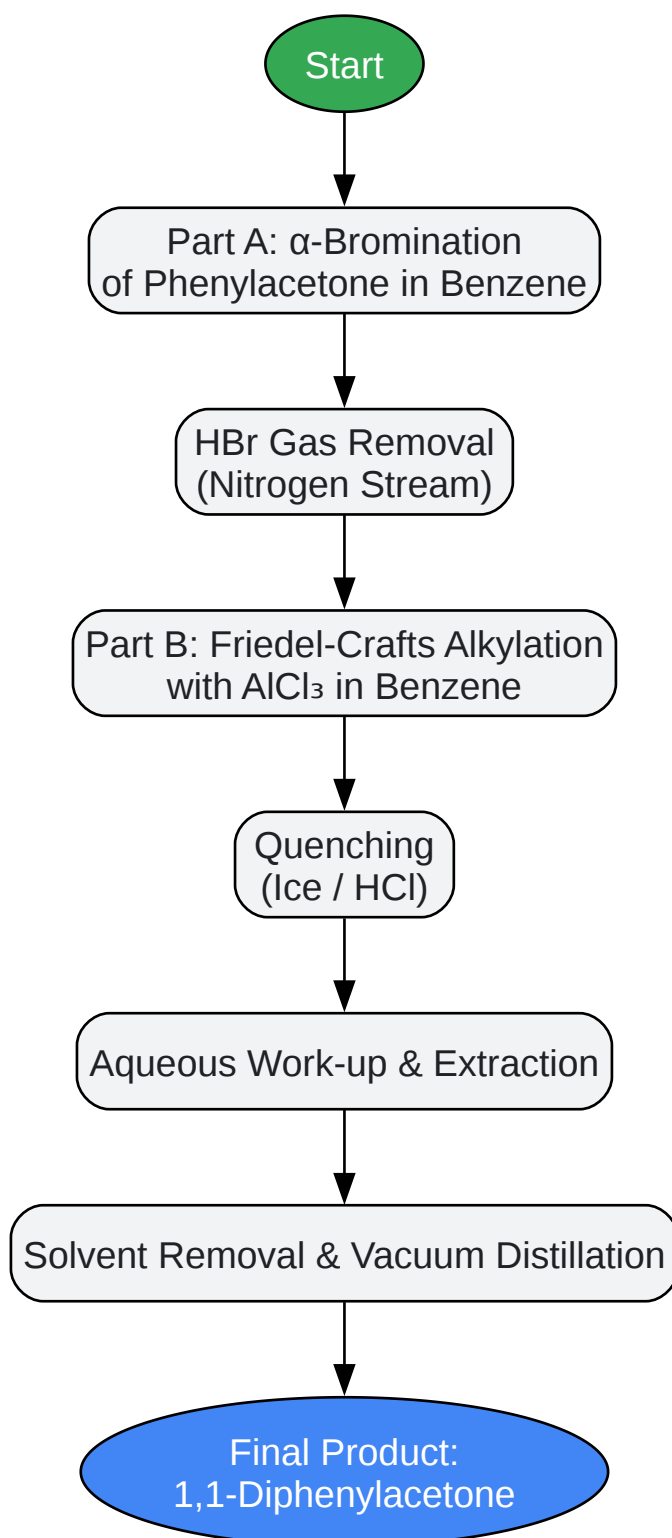 Start
Part A: α-Bromination
of Phenylacetone in Benzene
HBr Gas Removal
(Nitrogen Stream)
Part B: Friedel-Crafts Alkylation
with AlCl₃ in Benzene
Quenching
(Ice / HCl)
Aqueous Work-up & Extraction
Solvent Removal & Vacuum Distillation
Final Product:
1,1-Diphenylacetone